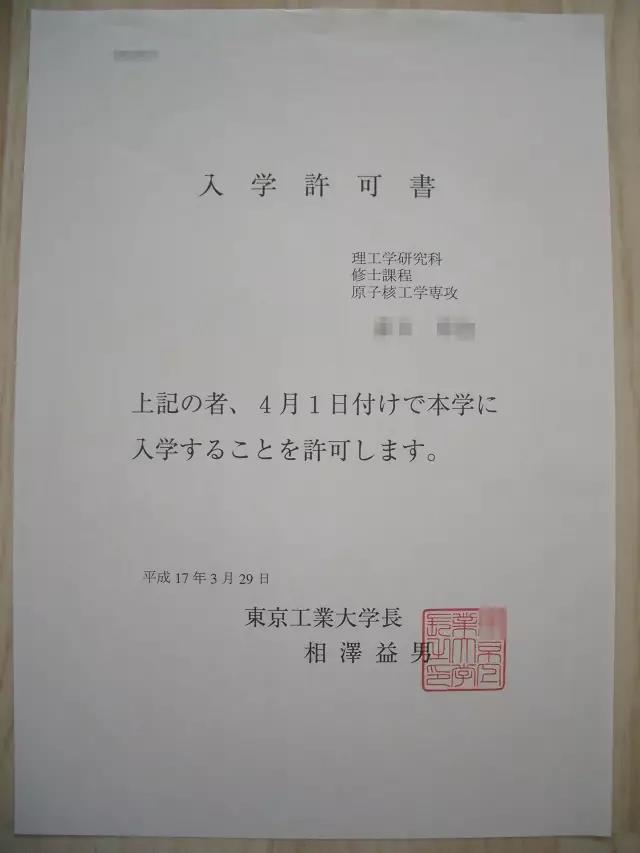 入学許可書
理工学研究科
修士課程
原子核工学専攻
上記の者、4月1日付けで本学に
入学することを許可します。
平成17年3月29日
東京工業大学長
相澤益男